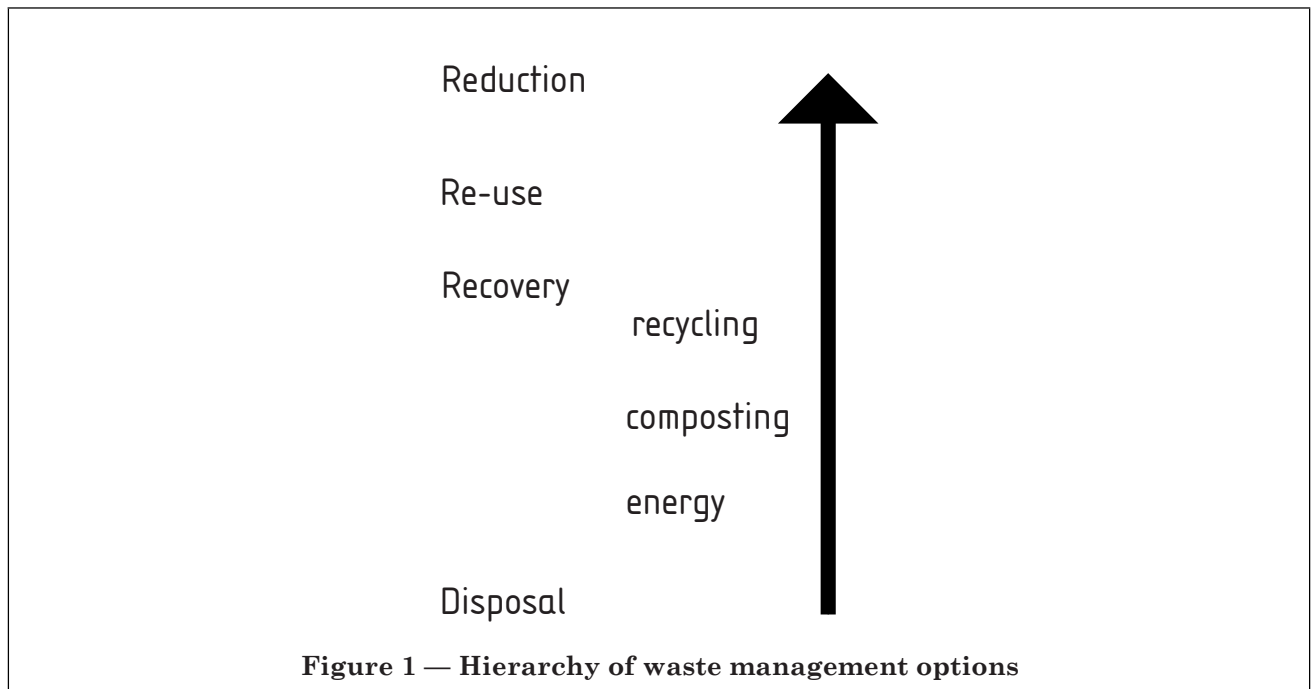 Reduction
Re-use
Recovery
recycling
composting
energy
Disposal
Figure 1 — Hierarchy of waste management options